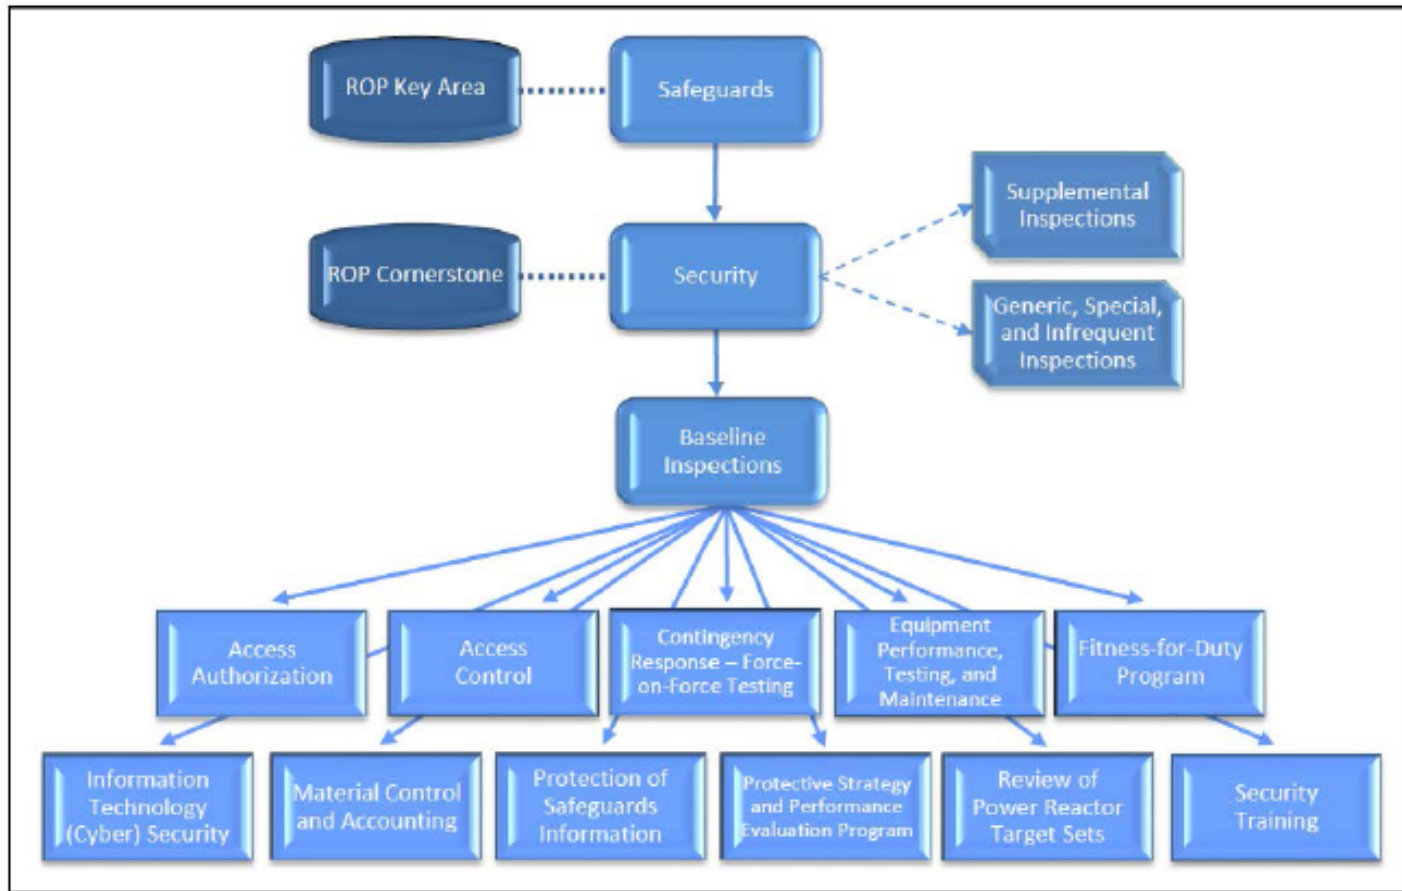 ROP Key Area
Safeguards
Supplemental
Inspections
ROP Cornerstone
Security
Generic, Special,
and Infrequent
Inspections
Baseline
Inspections
Access
Authorization
Access
Control
Contingency
Response – Force-
on-Force Testing
Equipment
Performance,
Testing, and
Maintenance
Fitness-for-Duty
Program
Information
Technology
(Cyber) Security
Material Control
and Accounting
Protection of
Safeguards
Information
Protective Strategy
and Performance
Evaluation Program
Review of
Power Reactor
Target Sets
Security
Training